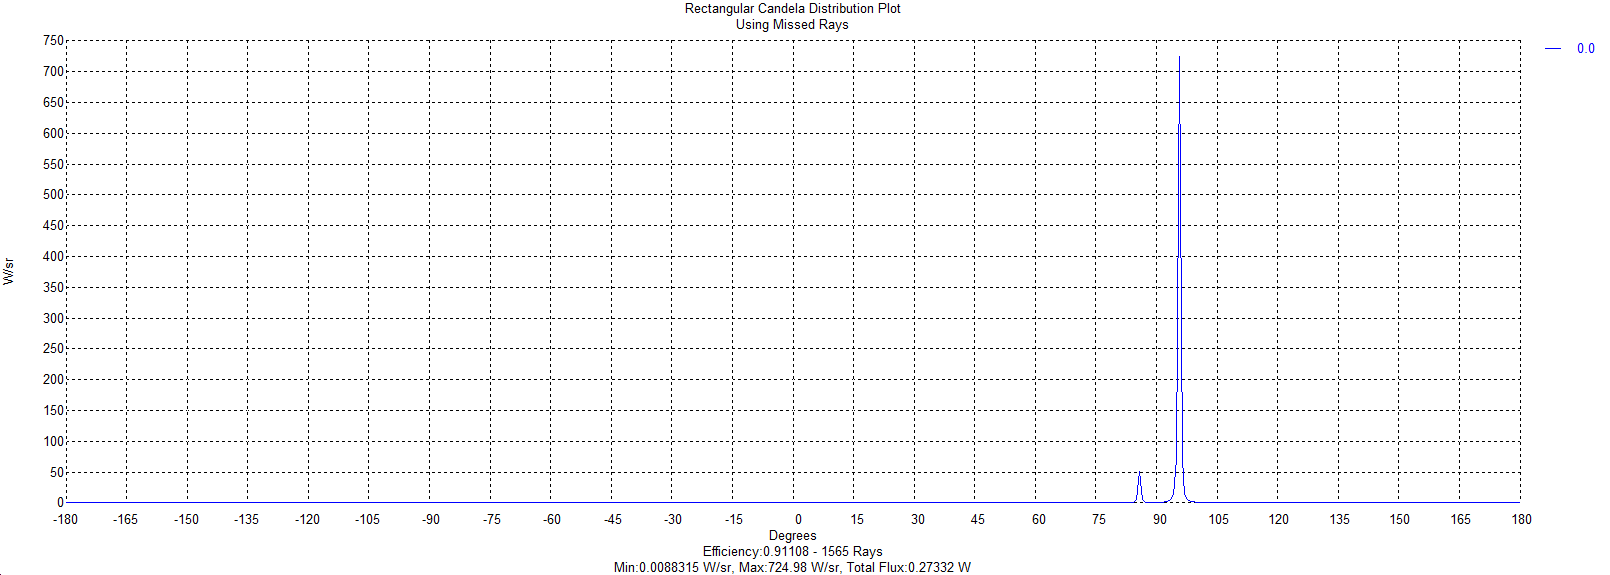 Rectangular Candela Distribution Plot
Using Missed Rays
0.0
750
700
650
600
550
500
450
400
350
300
250
200
150
100
50
0
W/sr
-180 -165 -150 -135 -120 -105 -90 -75 -60 -45 -30 -15 0 15 30 45 60 75 90 105 120 135 150 165 180
Degrees
Efficiency:0.91108 - 1565 Rays
Min:0.0088315 W/sr, Max:724.98 W/sr, Total Flux:0.27332 W